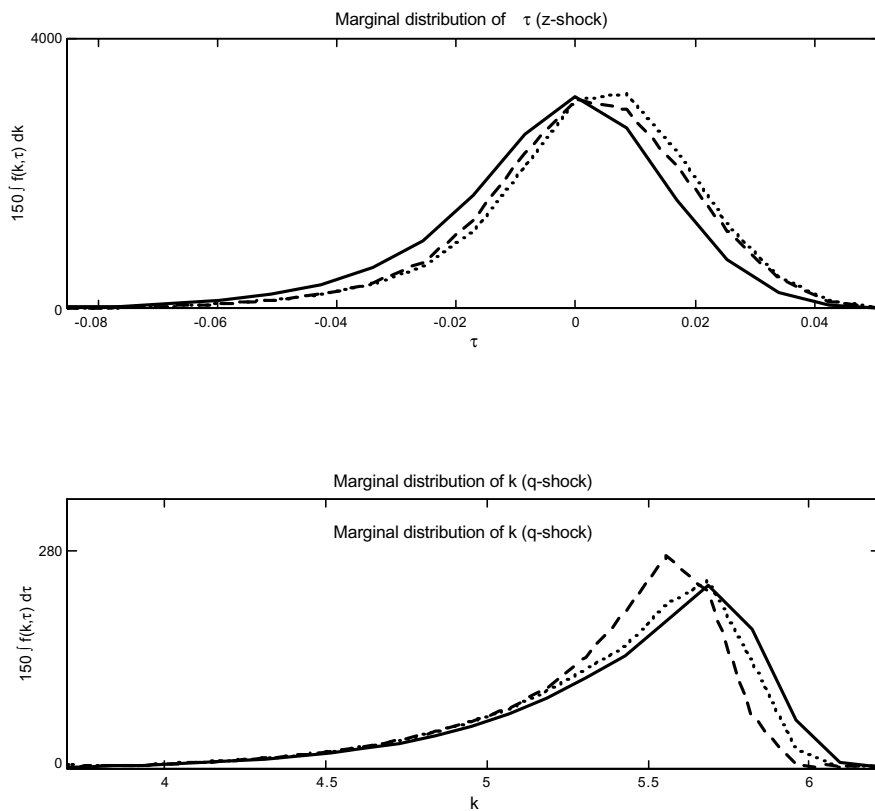 Marginal distribution of τ (z-shock)
4000
150 ∫ f(k,τ) dk
0
-0.08 -0.06 -0.04 -0.02 0 0.02 0.04
τ
Marginal distribution of k (q-shock)
Marginal distribution of k (q-shock)
280
150 ∫ f(k,τ) dτ
0
4 4.5 5 5.5 6
k